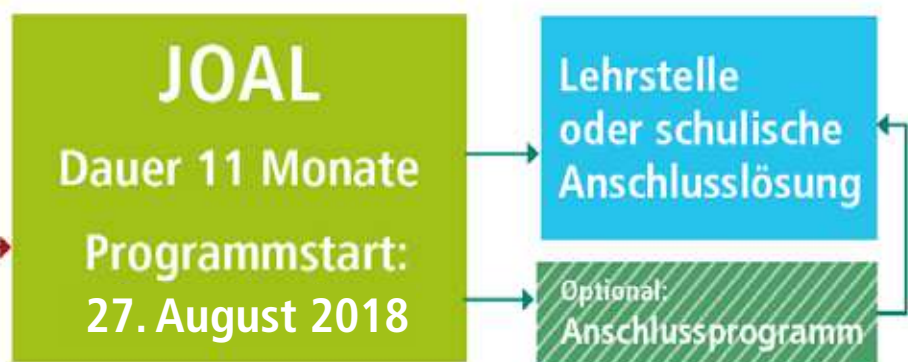 JOAL
Dauer 11 Monate
Programmstart:
27. August 2018
Lehrstelle
oder schulische
Anschlusslösung
Optional:
Anschlussprogramm